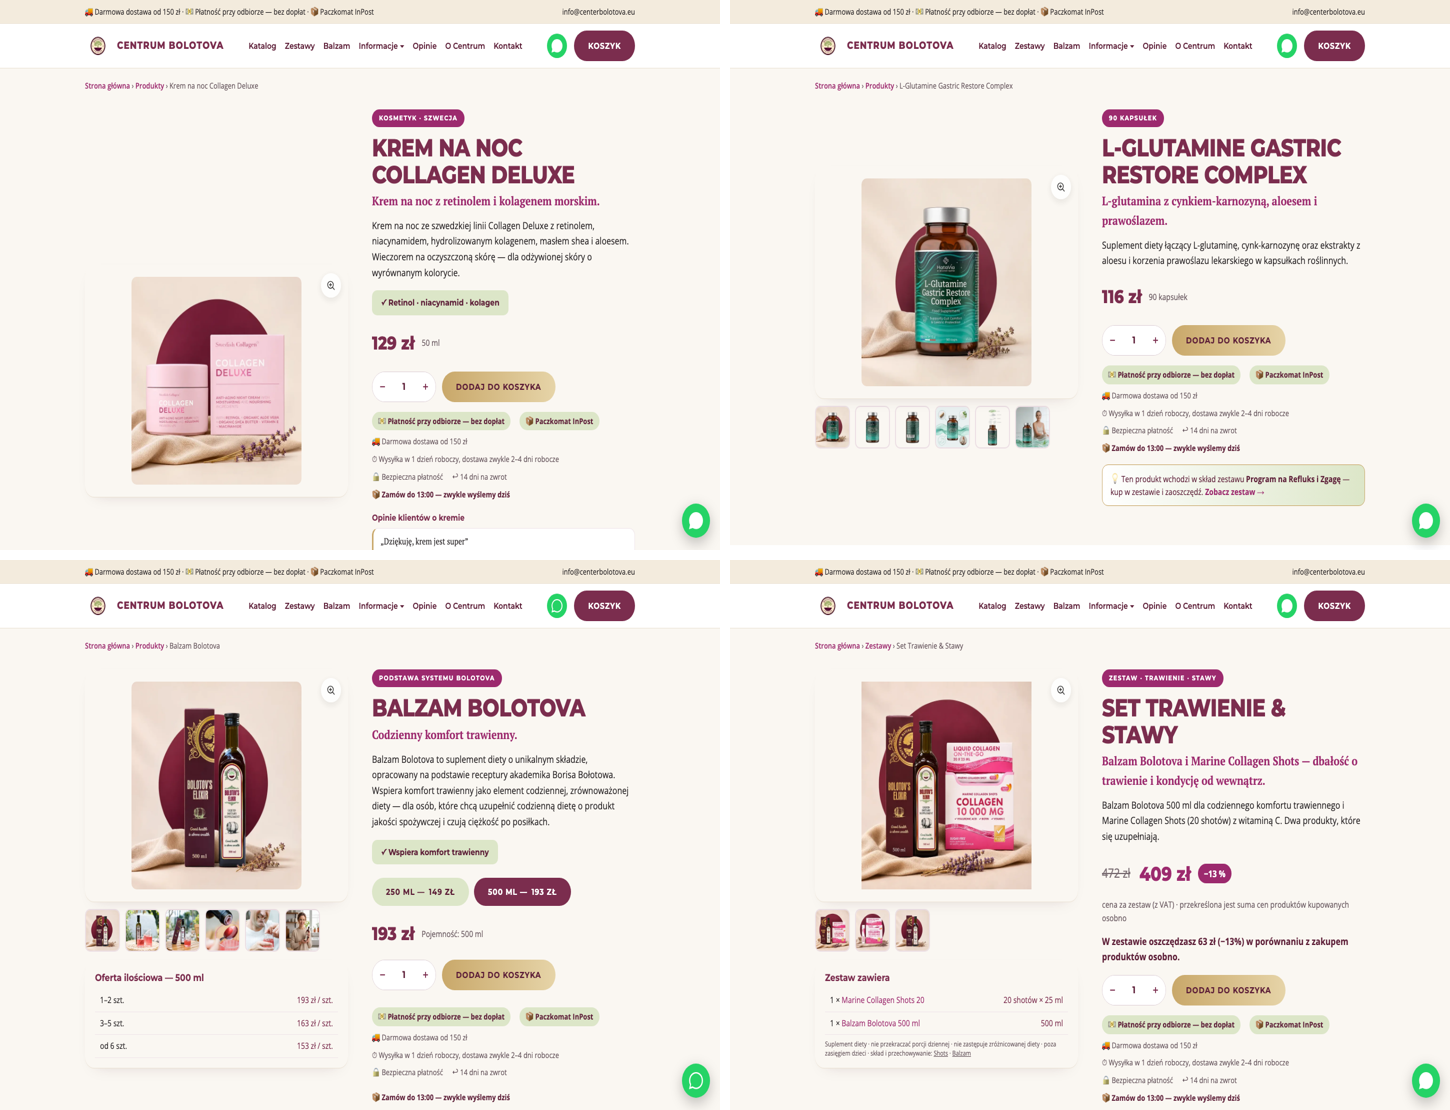 🚚 Darmowa dostawa od 150 zł · 💴 Płatność przy odbiorze — bez dopłat · 📦 Paczkomat InPost
info@centerbolotova.eu
CENTRUM BOLOTOVA
Katalog Zestawy Balzam Informacje ▾ Opinie O Centrum Kontakt
KOSZYK
Strona główna › Produkty › Krem na noc Collagen Deluxe
KOSMETYK · SZWECJA
KREM NA NOC
COLLAGEN DELUXE
Krem na noc z retinolem i kolagenem morskim.
Krem na noc ze szwedzkiej linii Collagen Deluxe z retinolem,
niacynamidem, hydrolizowanym kolagenem, masłem shea i aloesem.
Wieczorem na oczyszczoną skórę — dla odżywionej skóry o
wyrównanym kolorycie.
✓ Retinol · niacynamid · kolagen
129 zł 50 ml
− 1 +
DODAJ DO KOSZYKA
💴 Płatność przy odbiorze — bez dopłat
📦 Paczkomat InPost
🚚 Darmowa dostawa od 150 zł
⏱ Wysyłka w 1 dzień roboczy, dostawa zwykle 2–4 dni robocze
🔒 Bezpieczna płatność ↩ 14 dni na zwrot
📦 Zamów do 13:00 — zwykle wyślemy dziś
Opinie klientów o kremie
„Dziękuję, krem jest super”
Swedish Collagen
COLLAGEN
DELUXE
COLLAGEN
DELUXE
🚚 Darmowa dostawa od 150 zł · 💴 Płatność przy odbiorze — bez dopłat · 📦 Paczkomat InPost
info@centerbolotova.eu
CENTRUM BOLOTOVA
Katalog Zestawy Balzam Informacje ▾ Opinie O Centrum Kontakt
KOSZYK
Strona główna › Produkty › L-Glutamine Gastric Restore Complex
90 KAPSUŁEK
L-GLUTAMINE GASTRIC
RESTORE COMPLEX
L-glutamina z cynkiem-karnozyną, aloesem i
prawoślazem.
Suplement diety łączący L-glutaminę, cynk-karnozynę oraz ekstrakty z
aloesu i korzenia prawoślazu lekarskiego w kapsułkach roślinnych.
116 zł 90 kapsułek
− 1 +
DODAJ DO KOSZYKA
💴 Płatność przy odbiorze — bez dopłat
📦 Paczkomat InPost
🚚 Darmowa dostawa od 150 zł
⏱ Wysyłka w 1 dzień roboczy, dostawa zwykle 2–4 dni robocze
🔒 Bezpieczna płatność ↩ 14 dni na zwrot
📦 Zamów do 13:00 — zwykle wyślemy dziś
💡 Ten produkt wchodzi w skład zestawu Program na Refluks i Zgagę —
kup w zestawie i zaoszczędź. Zobacz zestaw →
L-Glutamine
Gastric Restore
Complex
🚚 Darmowa dostawa od 150 zł · 💴 Płatność przy odbiorze — bez dopłat · 📦 Paczkomat InPost
info@centerbolotova.eu
CENTRUM BOLOTOVA
Katalog Zestawy Balzam Informacje ▾ Opinie O Centrum Kontakt
KOSZYK
Strona główna › Produkty › Balzam Bolotova
PODSTAWA SYSTEMU BOLOTOVA
BALZAM BOLOTOVA
Codzienny komfort trawienny.
Balzam Bolotova to suplement diety o unikalnym składzie,
opracowany na podstawie receptury akademika Borisa Bołotowa.
Wspiera komfort trawienny jako element codziennej, zrównoważonej
diety — dla osób, które chcą uzupełnić codzienną dietę o produkt
jakości spożywczej i czują ciężkość po posiłkach.
✓ Wspiera komfort trawienny
250 ML — 149 ZŁ
500 ML — 193 ZŁ
193 zł Pojemność: 500 ml
− 1 +
DODAJ DO KOSZYKA
💴 Płatność przy odbiorze — bez dopłat
📦 Paczkomat InPost
🚚 Darmowa dostawa od 150 zł
⏱ Wysyłka w 1 dzień roboczy, dostawa zwykle 2–4 dni robocze
🔒 Bezpieczna płatność ↩ 14 dni na zwrot
📦 Zamów do 13:00 — zwykle wyślemy dziś
BOLOTOV'S
ELIXIR
500 ml
Oferta ilościowa — 500 ml
1–2 szt. 193 zł / szt.
3–5 szt. 163 zł / szt.
od 6 szt. 153 zł / szt.
🚚 Darmowa dostawa od 150 zł · 💴 Płatność przy odbiorze — bez dopłat · 📦 Paczkomat InPost
info@centerbolotova.eu
CENTRUM BOLOTOVA
Katalog Zestawy Balzam Informacje ▾ Opinie O Centrum Kontakt
KOSZYK
Strona główna › Zestawy › Set Trawienie & Stawy
ZESTAW · TRAWIENIE · STAWY
SET TRAWIENIE &
STAWY
Balzam Bolotova i Marine Collagen Shots — dbałość o
trawienie i kondycję od wewnątrz.
Balzam Bolotova 500 ml dla codziennego komfortu trawiennego i
Marine Collagen Shots (20 shotów) z witaminą C. Dwa produkty, które
się uzupełniają.
472 zł 409 zł −13 %
cena za zestaw (z VAT) · przekreślona jest suma cen produktów kupowanych
osobno
W zestawie oszczędzasz 63 zł (−13%) w porównaniu z zakupem
produktów osobno.
− 1 +
DODAJ DO KOSZYKA
💴 Płatność przy odbiorze — bez dopłat
📦 Paczkomat InPost
🚚 Darmowa dostawa od 150 zł
⏱ Wysyłka w 1 dzień roboczy, dostawa zwykle 2–4 dni robocze
🔒 Bezpieczna płatność ↩ 14 dni na zwrot
📦 Zamów do 13:00 — zwykle wyślemy dziś
BOLOTOV'S
ELIXIR
500 ml
LIQUID COLLAGEN
ON-THE-GO
COLLAGEN
10 000 MG
Zestaw zawiera
1 × Marine Collagen Shots 20 20 shotów × 25 ml
1 × Balzam Bolotova 500 ml 500 ml
Suplement diety · nie przekraczać porcji dziennej · nie zastępuje zróżnicowanej diety · poza
zasięgiem dzieci · skład i przechowywanie: Shots · Balzam